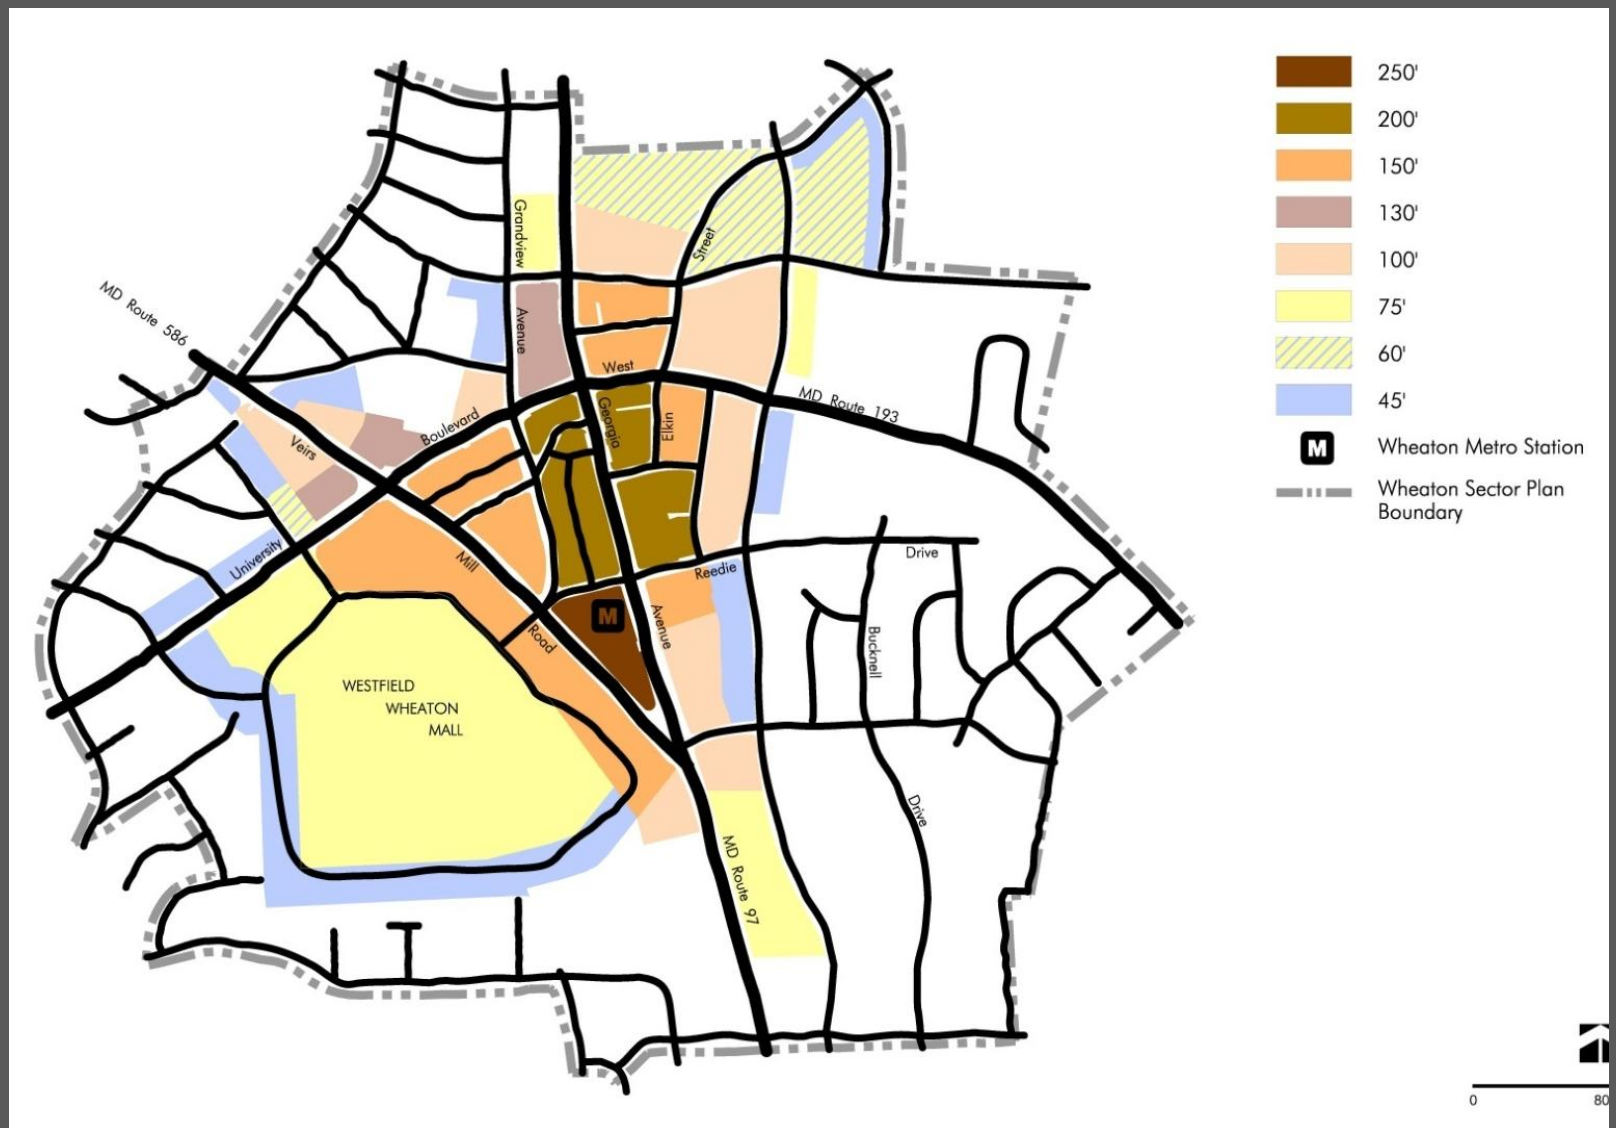 250'
200'
150'
130'
100'
75'
60'
45'
M
Wheaton Metro Station
Wheaton Sector Plan
Boundary
MD Route 586
Grandview
Avenue
Street
West
MD Route 193
Georgia
Elkin
Boulevard
Veirs
University
Mill
Road
Drive
Reedie
M
Avenue
Bucknell
Drive
WESTFIELD
WHEATON
MALL
MD Route 97
0
80